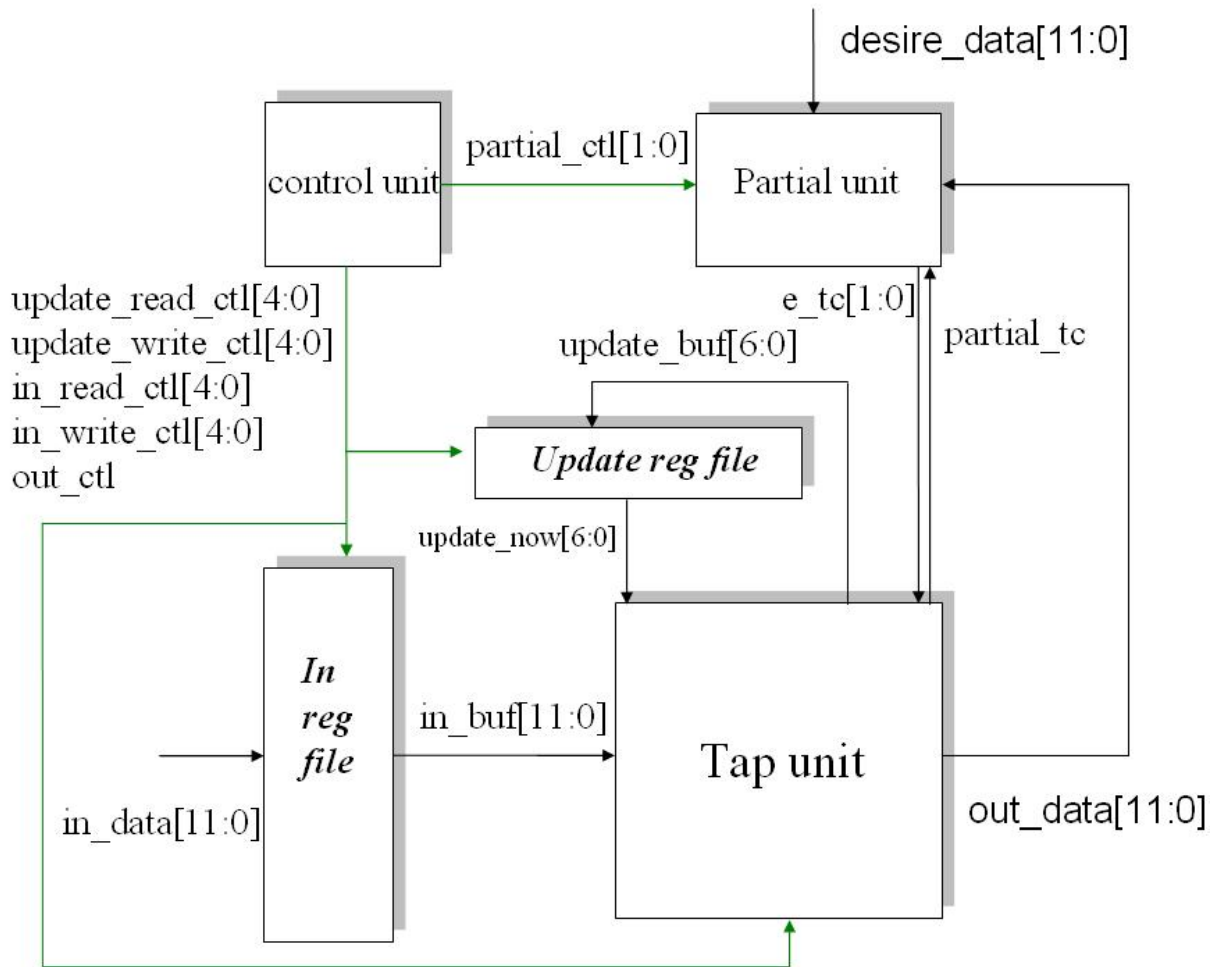 desire_data[11:0]
partial_ctl[1:0]
control unit
Partial unit
update_read_ctl[4:0]
update_write_ctl[4:0]
in_read_ctl[4:0]
in_write_ctl[4:0]
out_ctl
e_tc[1:0]
partial_tc
update_buf[6:0]
Update reg file
update_now[6:0]
In
reg
file
in_buf[11:0]
Tap unit
in_data[11:0]
out_data[11:0]